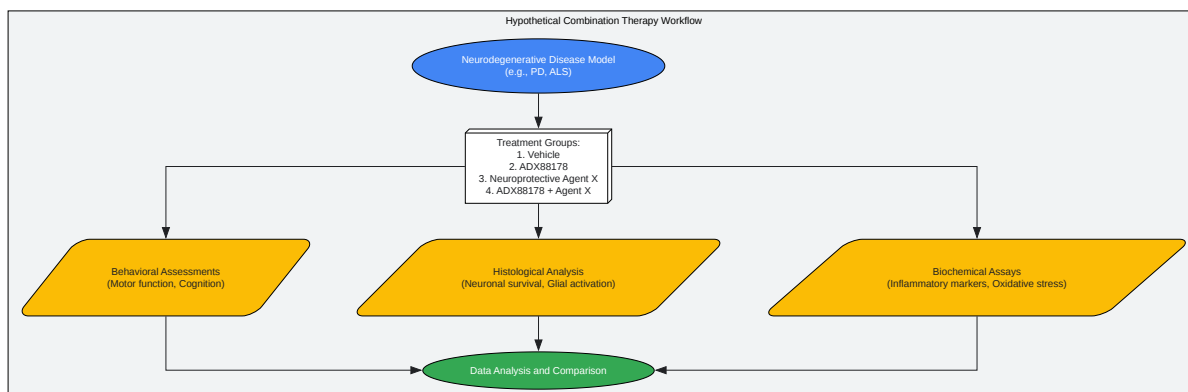 Hypothetical Combination Therapy Workflow
Neurodegenerative Disease Model
(e.g., PD, ALS)
Treatment Groups:
1. Vehicle
2. ADX88178
3. Neuroprotective Agent X
4. ADX88178 + Agent X
Behavioral Assessments
(Motor function, Cognition)
Histological Analysis
(Neuronal survival, Glial activation)
Biochemical Assays
(Inflammatory markers, Oxidative stress)
Data Analysis and Comparison